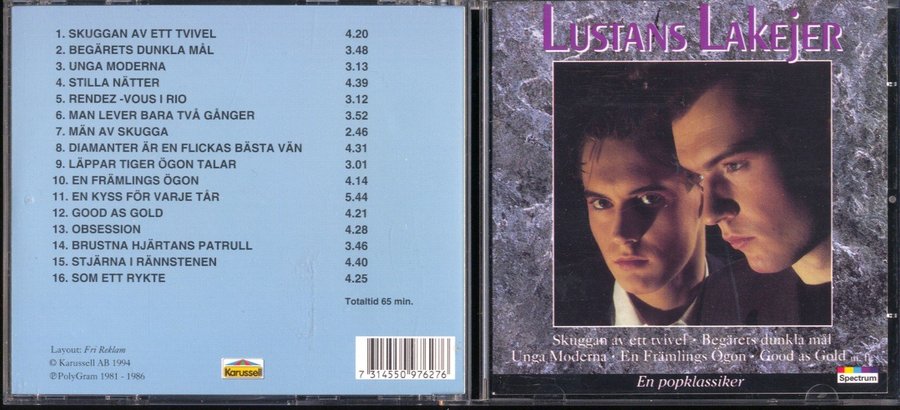 1. SKUGGAN AV ETT TVIVEL 4.20
2. BEGÄRETS DUNKLA MÅL 3.48
3. UNGA MODERNA 3.13
4. STILLA NÄTTER 4.39
5. RENDEZ -VOUS I RIO 3.12
6. MAN LEVER BARA TVÅ GÅNGER 3.52
7. MÄN AV SKUGGA 2.46
8. DIAMANTER ÄR EN FLICKAS BÄSTA VÄN 4.31
9. LÄPPAR TIGER ÖGON TALAR 3.01
10. EN FRÄMLINGS ÖGON 4.14
11. EN KYSS FÖR VARJE TÅR 5.44
12. GOOD AS GOLD 4.21
13. OBSESSION 4.28
14. BRUSTNA HJÄRTANS PATRULL 3.46
15. STJÄRNA I RÄNNSTENEN 4.40
16. SOM ETT RYKTE 4.25
Totaltid 65 min.
Layout: Fri Reklam
© Karussell AB 1994
℗PolyGram 1981 - 1986
Karussell
7 314550 976276
LUSTANS LAKEJER
Skuggan av ett tvivel • Begärets dunkla mål
Unga Moderna • En Främlings Ögon • Good as Gold m. fl.
En popklassiker
Spectrum